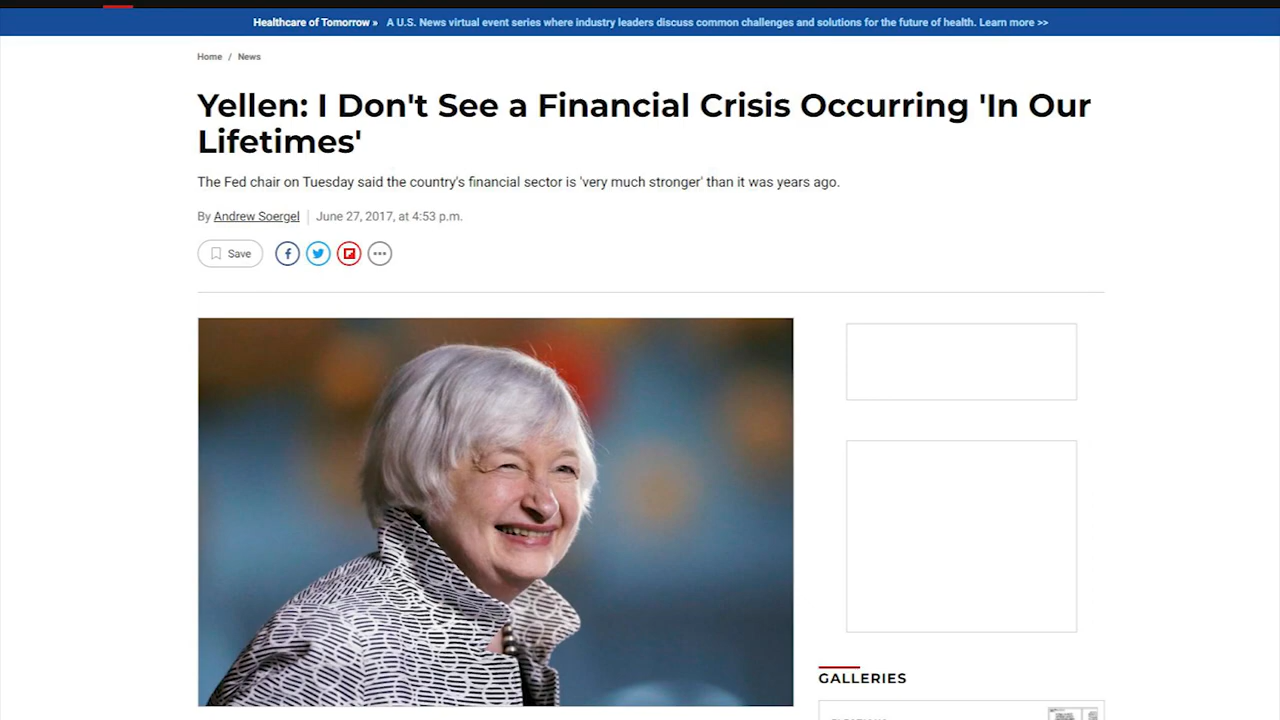 Healthcare of Tomorrow » A U.S. News virtual event series where industry leaders discuss common challenges and solutions for the future of health. Learn more >>
Home / News
Yellen: I Don't See a Financial Crisis Occurring 'In Our
Lifetimes'
The Fed chair on Tuesday said the country's financial sector is 'very much stronger' than it was years ago.
By Andrew Soergel | June 27, 2017, at 4:53 p.m.
Save
GALLERIES